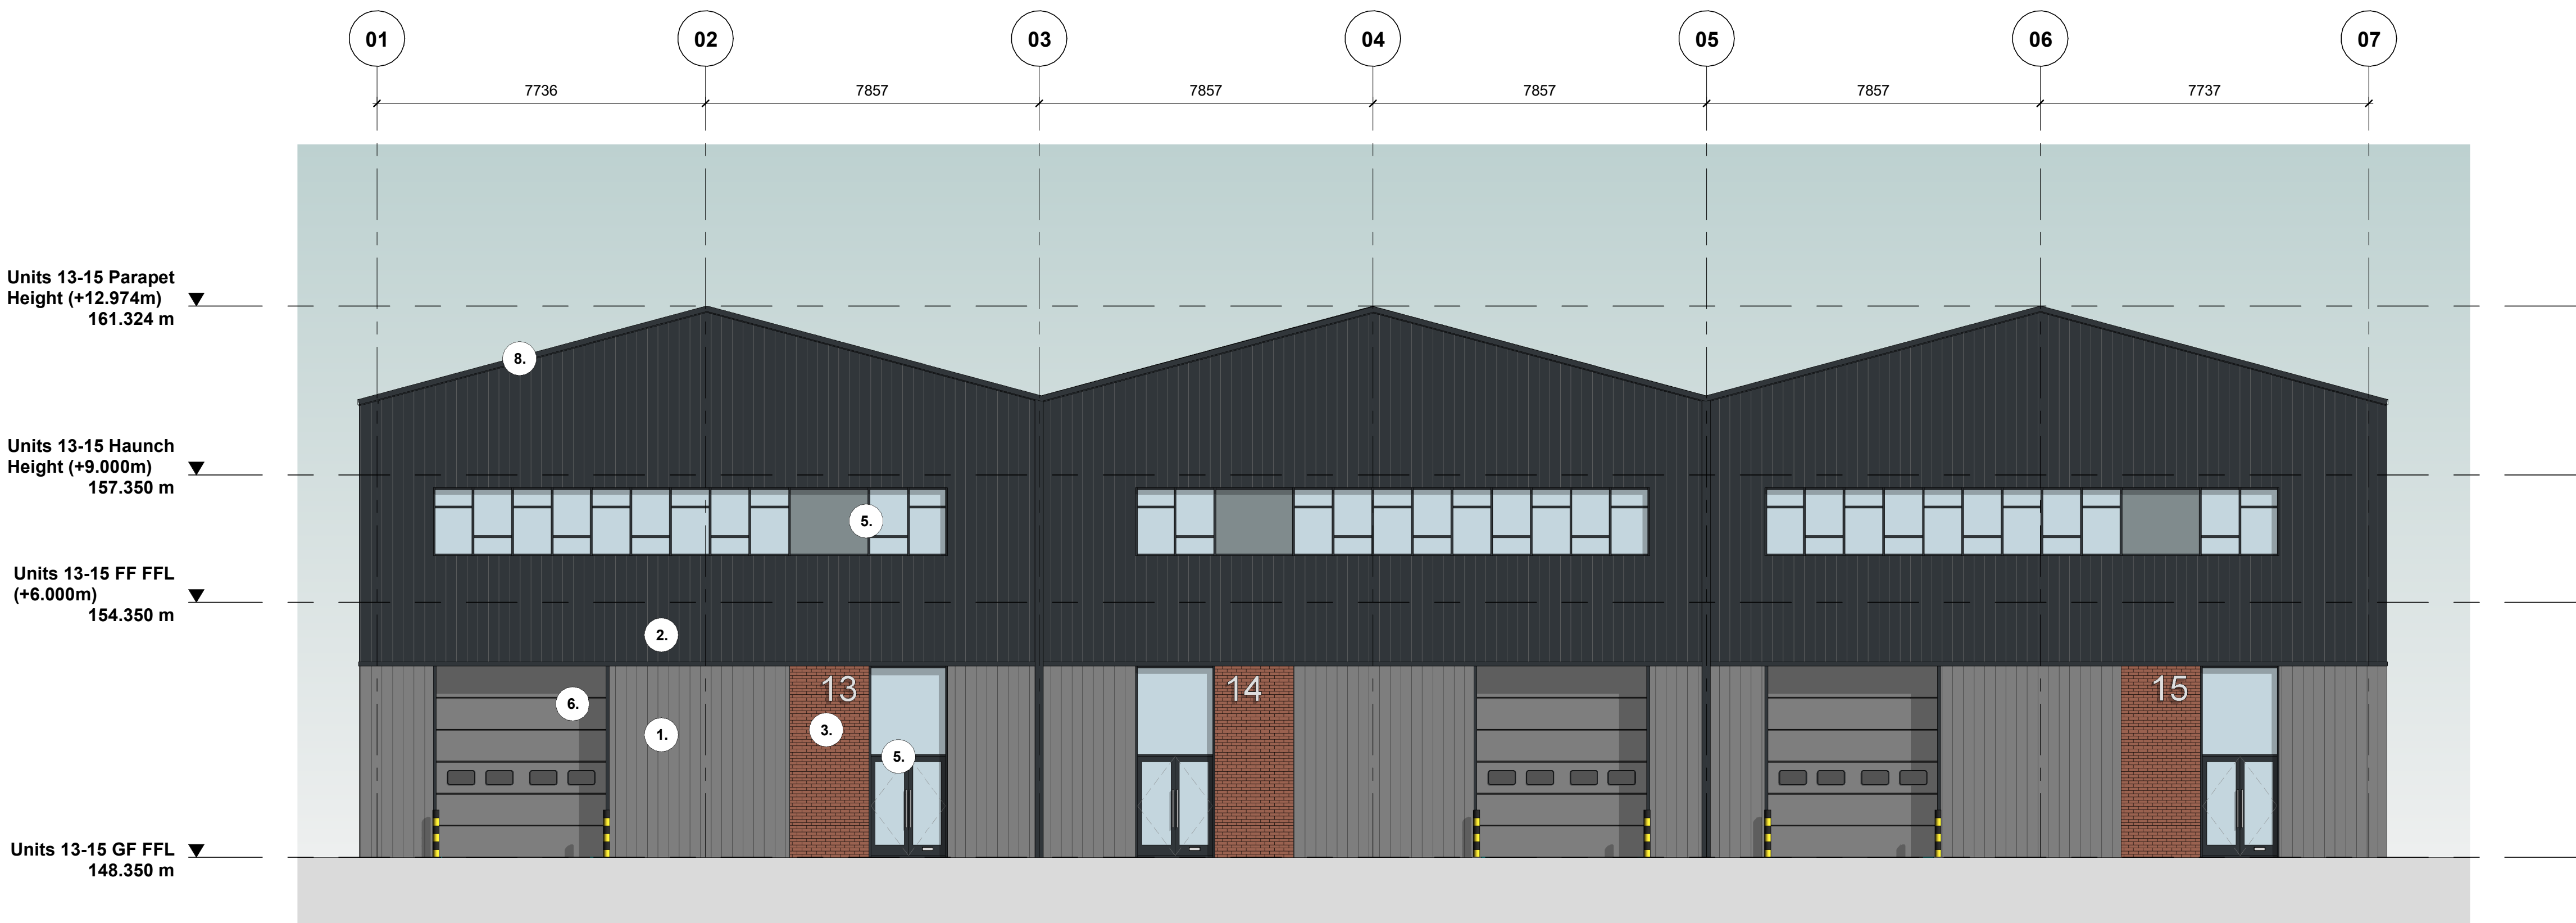 01 02 03 04 05 06 07
7736 7857 7857 7857 7857 7737
Units 13-15 Parapet
Height (+12.974m)
161.324 m
8.
Units 13-15 Haunch
Height (+9.000m)
157.350 m
5.
Units 13-15 FF FFL
(+6.000m)
154.350 m
2.
13 14 15
6.
3.
1.
5.
Units 13-15 GF FFL
148.350 m